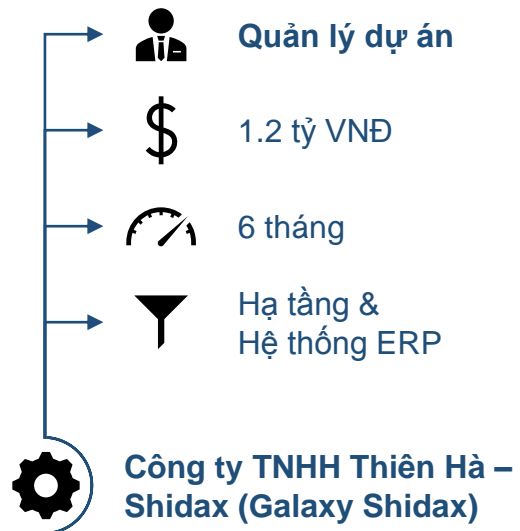 Quản lý dự án
1.2 tỷ VNĐ
6 tháng
Hạ tầng &
Hệ thống ERP
Công ty TNHH Thiên Hà –
Shidax (Galaxy Shidax)